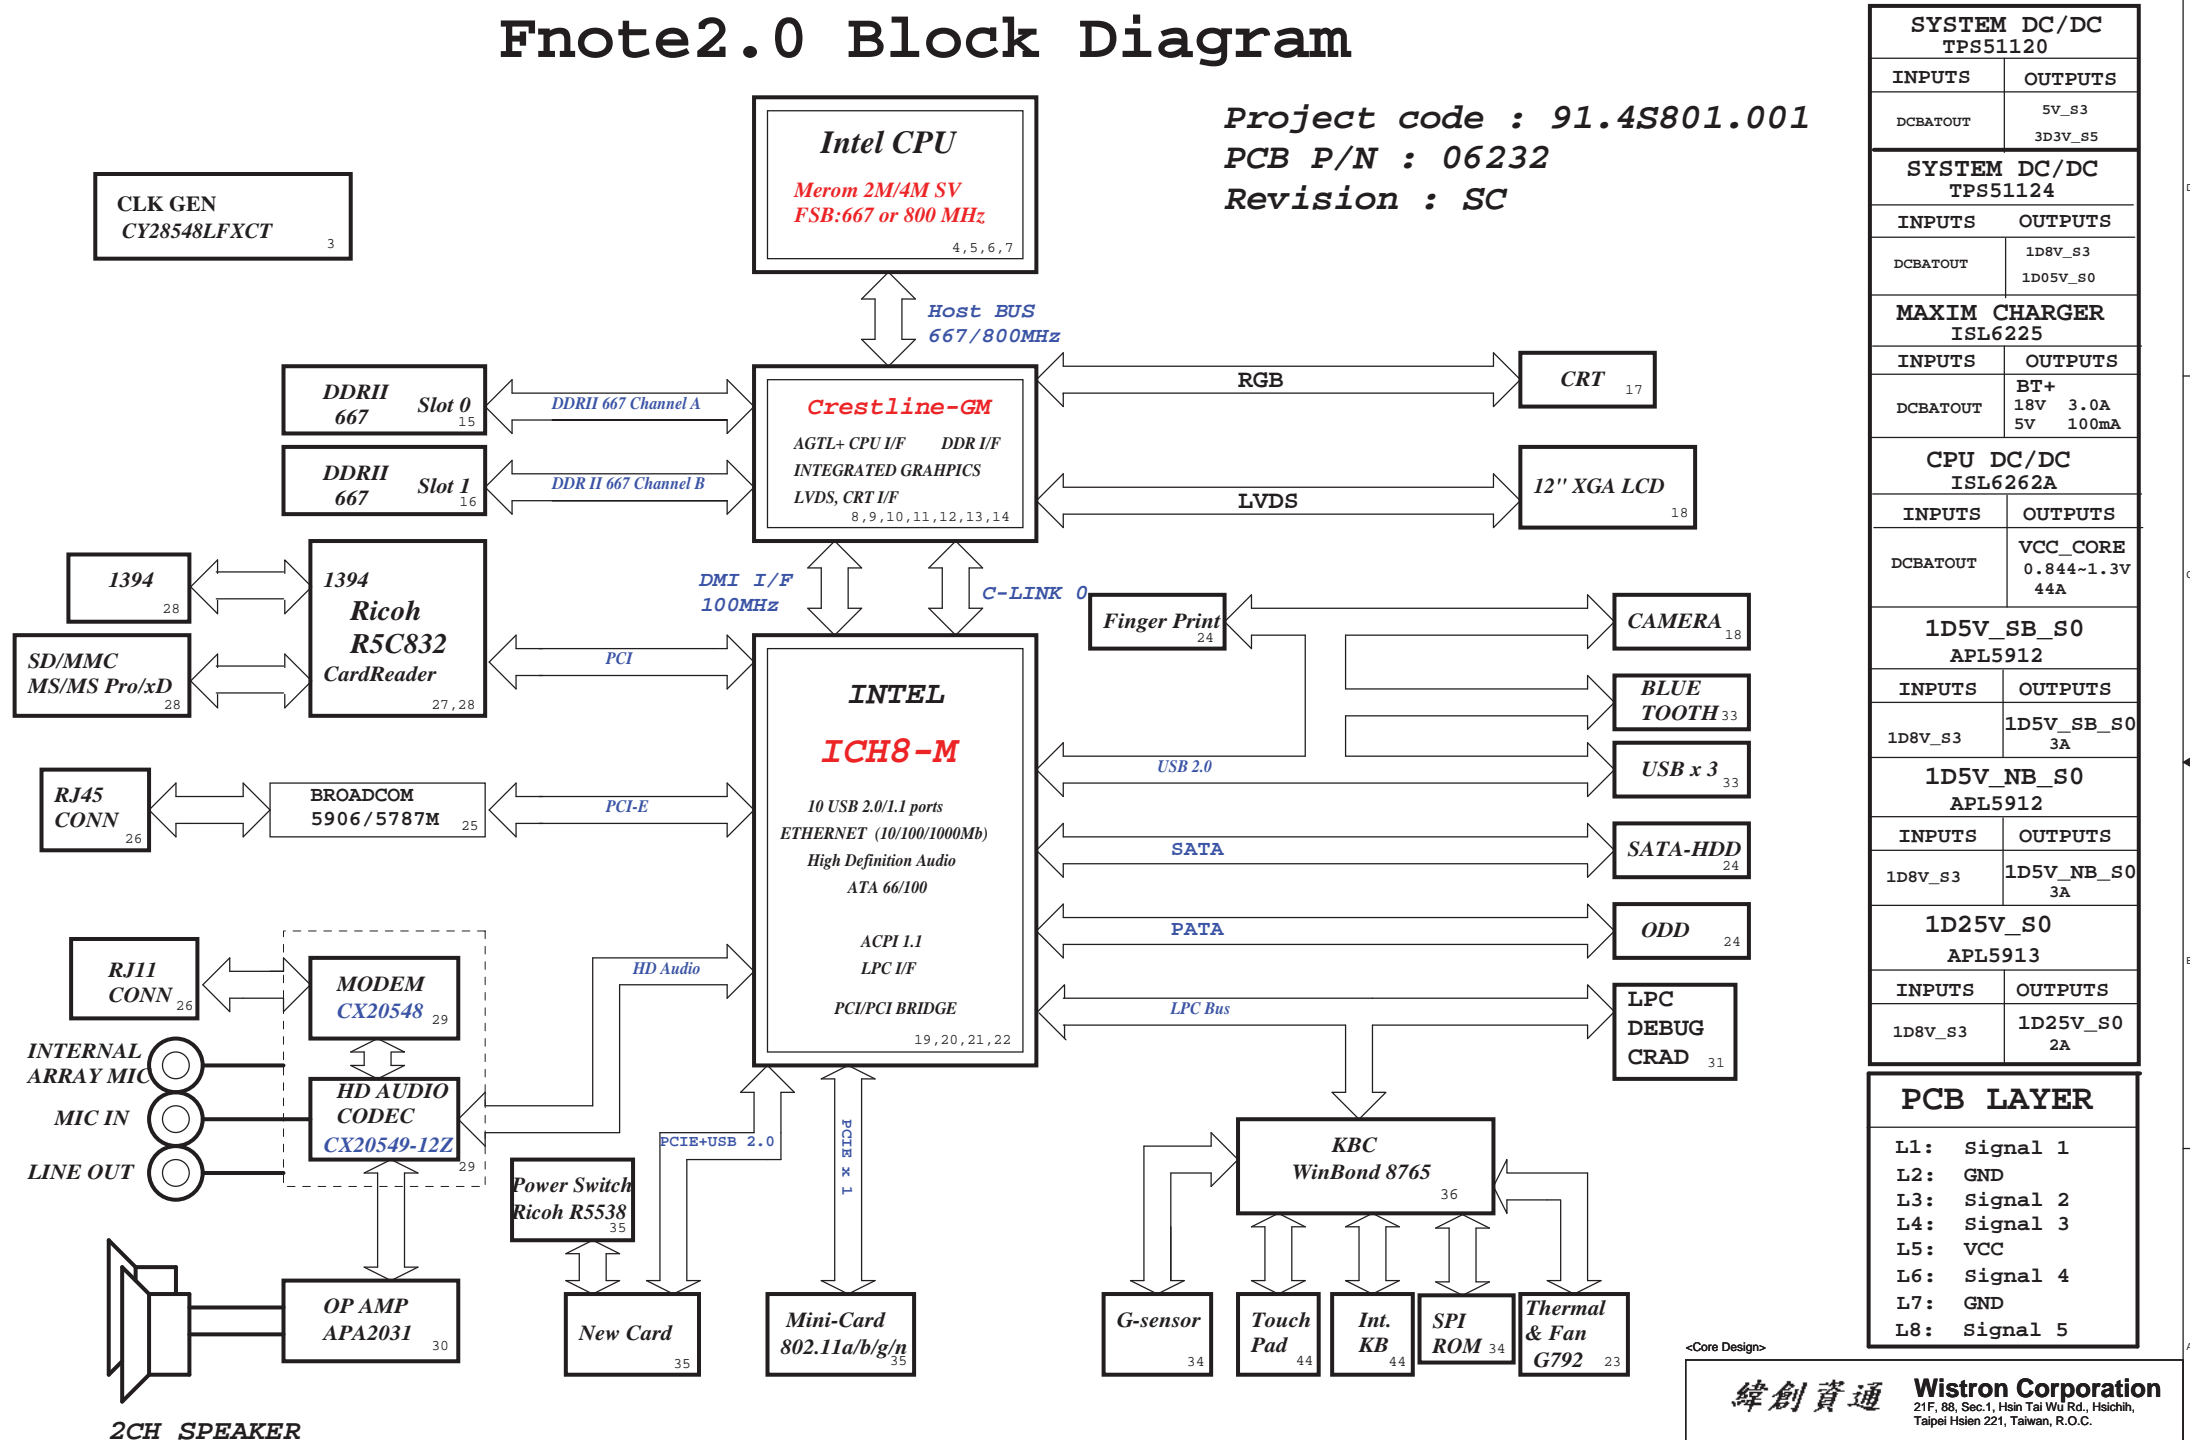 Fnote2.0 Block Diagram
Project code : 91.4S801.001
PCB P/N : 06232
Revision : SC
CLK GEN
CY28548LFXCT
3
Intel CPU
Merom 2M/4M SV
FSB:667 or 800 MHz
4,5,6,7
Host BUS
667/800MHz
DDRII
667
Slot 0
15
DDRII 667 Channel A
DDRII
667
Slot 1
16
DDR II 667 Channel B
Crestline-GM
AGTL+ CPU I/F DDR I/F
INTEGRATED GRAHPICS
LVDS, CRT I/F
8,9,10,11,12,13,14
RGB
CRT
17
LVDS
12" XGA LCD
18
DMI I/F
100MHz
C-LINK 0
1394
28
SD/MMC
MS/MS Pro/xD
28
1394
Ricoh
R5C832
CardReader
27,28
PCI
RJ45
CONN
26
BROADCOM
5906/5787M
25
PCI-E
INTEL
ICH8-M
10 USB 2.0/1.1 ports
ETHERNET (10/100/1000Mb)
High Definition Audio
ATA 66/100
ACPI 1.1
LPC I/F
PCI/PCI BRIDGE
19,20,21,22
Finger Print
24
CAMERA
18
BLUE
TOOTH
33
USB 2.0
USB x 3
33
SATA
SATA-HDD
24
PATA
ODD
24
LPC Bus
LPC
DEBUG
CRAD
31
RJ11
CONN
26
MODEM
CX20548
29
HD Audio
INTERNAL
ARRAY MIC
MIC IN
LINE OUT
HD AUDIO
CODEC
CX20549-12Z
29
OP AMP
APA2031
30
2CH SPEAKER
Power Switch
Ricoh R5538
35
PCIE+USB 2.0
PCIE x 1
New Card
35
Mini-Card
802.11a/b/g/n
35
KBC
WinBond 8765
36
G-sensor
34
Touch
Pad
44
Int.
KB
44
SPI
ROM
34
Thermal
& Fan
G792
23
SYSTEM DC/DC
TPS51120
INPUTS OUTPUTS
DCBATOUT
5V_S3
3D3V_S5
SYSTEM DC/DC
TPS51124
INPUTS OUTPUTS
DCBATOUT
1D8V_S3
1D05V_S0
MAXIM CHARGER
ISL6225
INPUTS OUTPUTS
DCBATOUT
BT+
18V 3.0A
5V 100mA
CPU DC/DC
ISL6262A
INPUTS OUTPUTS
DCBATOUT
VCC_CORE
0.844~1.3V
44A
1D5V_SB_S0
APL5912
INPUTS OUTPUTS
1D8V_S3
1D5V_SB_S0
3A
1D5V_NB_S0
APL5912
INPUTS OUTPUTS
1D8V_S3
1D5V_NB_S0
3A
1D25V_S0
APL5913
INPUTS OUTPUTS
1D8V_S3
1D25V_S0
2A
PCB LAYER
L1: Signal 1
L2: GND
L3: Signal 2
L4: Signal 3
L5: VCC
L6: Signal 4
L7: GND
L8: Signal 5
<Core Design>
緯創資通
Wistron Corporation
21F, 88, Sec.1, Hsin Tai Wu Rd., Hsichih,
Taipei Hsien 221, Taiwan, R.O.C.